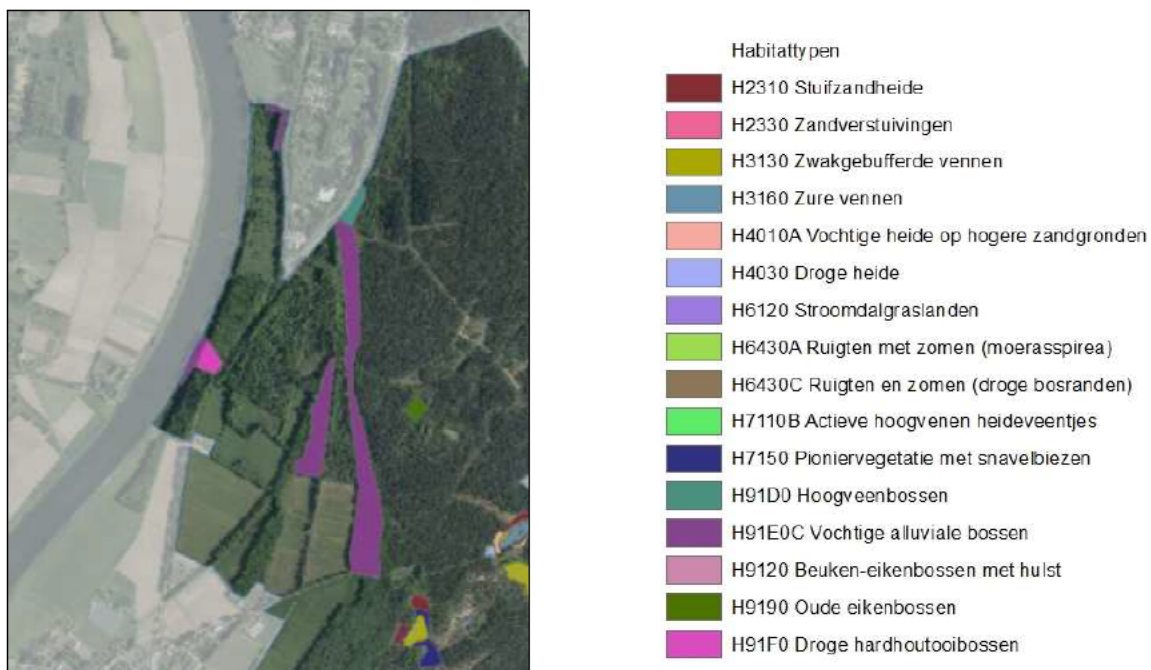 Habitattypen
H2310 Stuifzandheide
H2330 Zandverstuivingen
H3130 Zwakgebufferde vennen
H3160 Zure vennen
H4010A Vochtige heide op hogere zandgronden
H4030 Droge heide
H6120 Stroomdalgraslanden
H6430A Ruigten met zomen (moerasspirea)
H6430C Ruigten en zomen (droge bosranden)
H7110B Actieve hoogvenen heideveentjes
H7150 Pioniervegetatie met snavelbiezen
H91D0 Hoogveenbossen
H91E0C Vochtige alluviale bossen
H9120 Beuken-eikenbossen met hulst
H9190 Oude eikenbossen
H91F0 Droge hardhoutooibossen